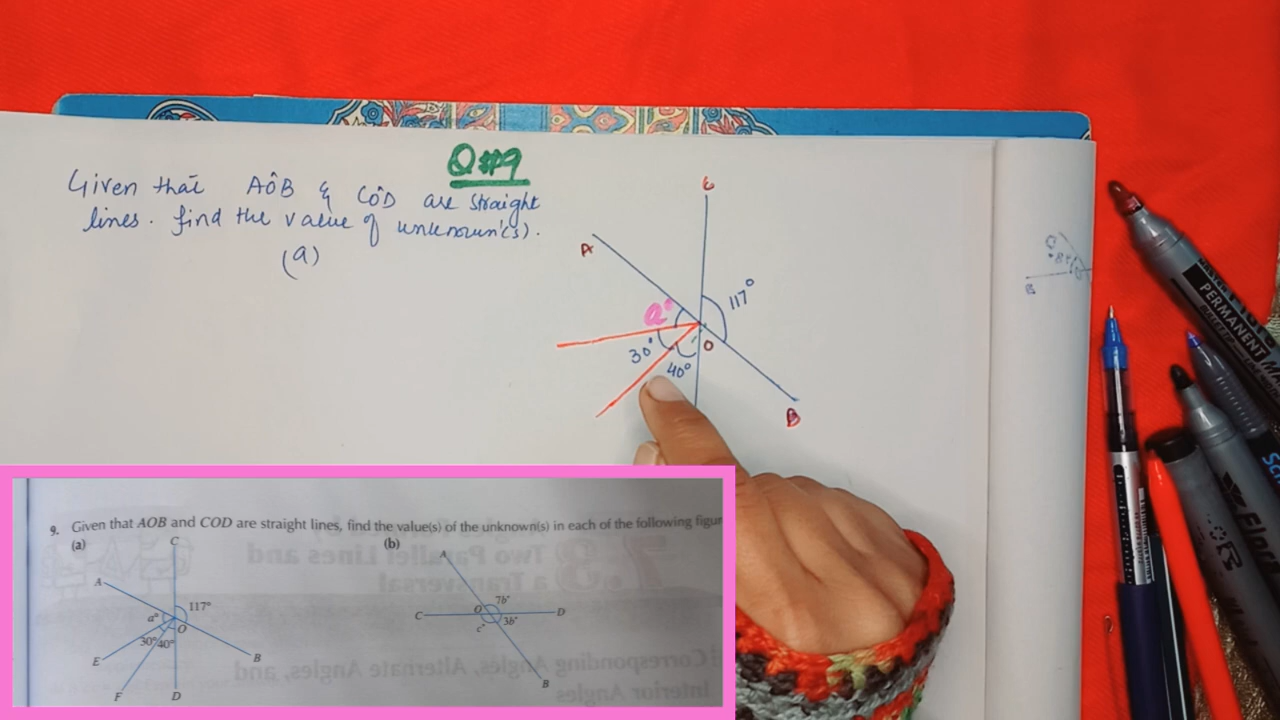 Q#9
Given that AÔB & CÔD are straight
lines. find the value of unknown(s).
(a)
C
A
a°
117°
O
30°
40°
B
PERMANENT
9. Given that AOB and COD are straight lines, find the value(s) of the unknown(s) in each of the following figur
(a)
(b)
C
A
117°
a°
O
30°
40°
E
B
F
D
A
7b°
C
O
D
3b°
c°
B